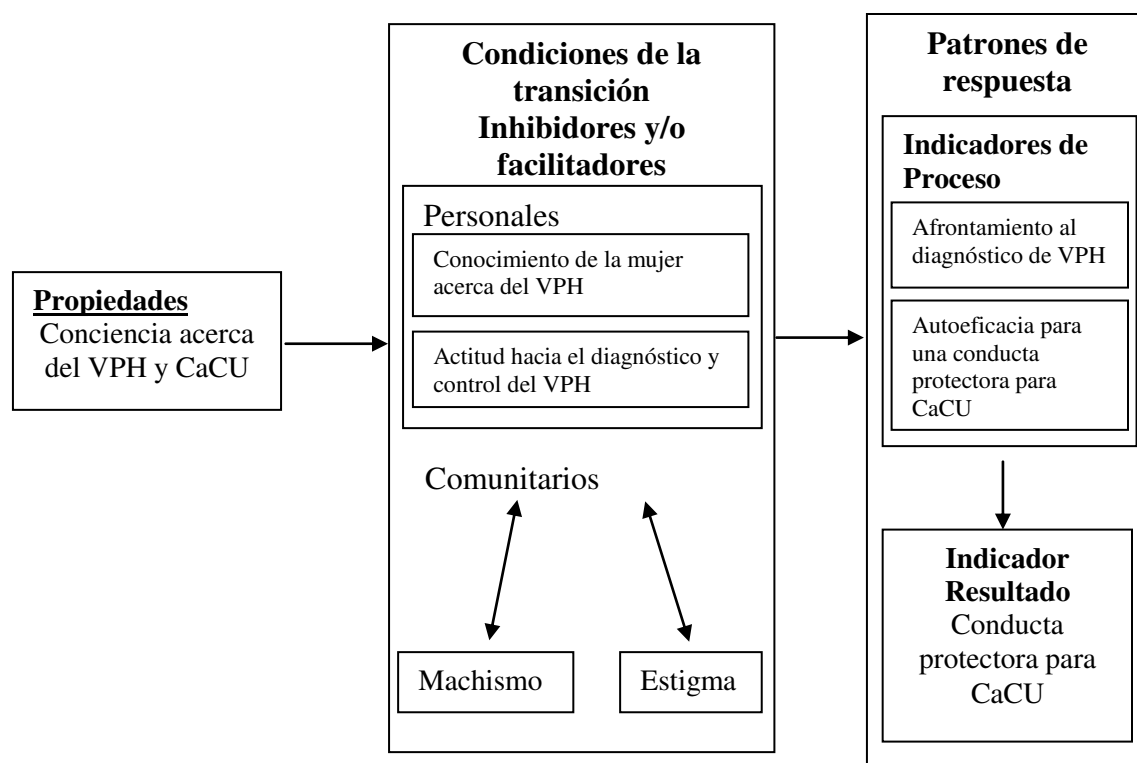 Propiedades
Conciencia acerca
del VPH y CaCU
Condiciones de la
transición
Inhibidores y/o
facilitadores
Personales
Conocimiento de la mujer
acerca del VPH
Actitud hacia el diagnóstico y
control del VPH
Comunitarios
Machismo
Estigma
Patrones de
respuesta
Indicadores de
Proceso
Afrontamiento al
diagnóstico de VPH
Autoeficacia para
una conducta
protectora para
CaCU
Indicador
Resultado
Conducta
protectora para
CaCU